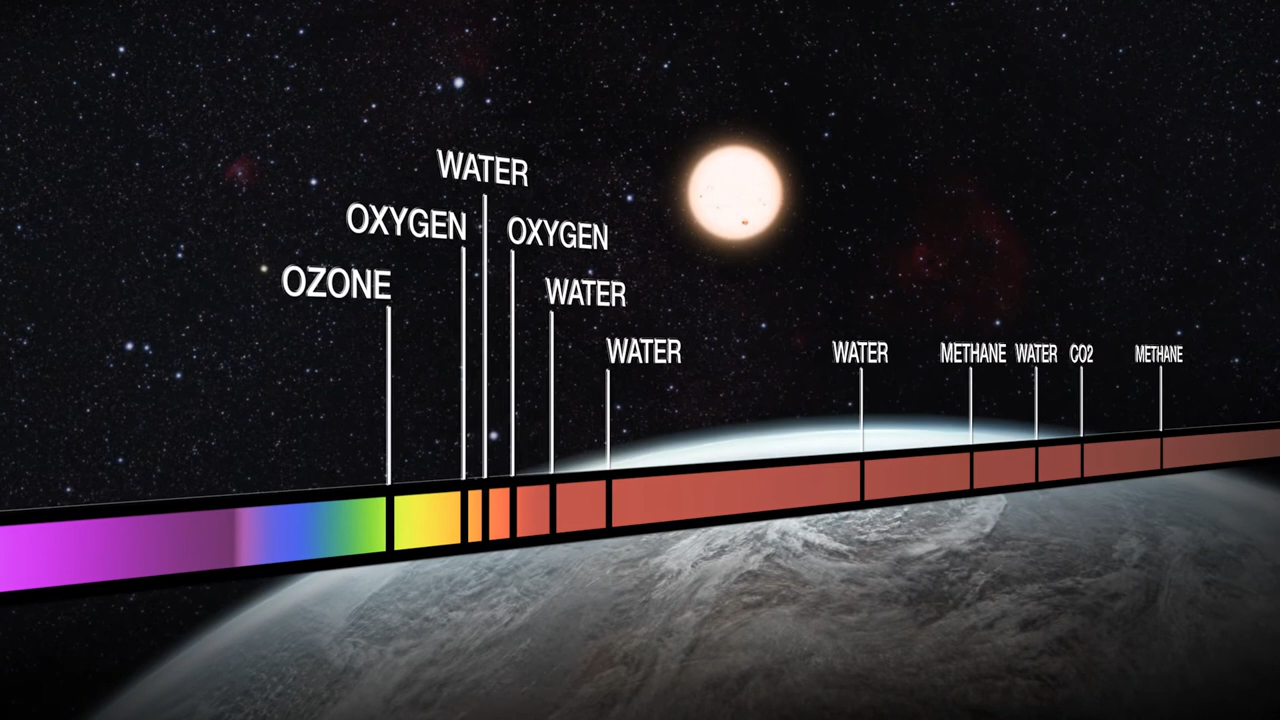 OZONE
OXYGEN
WATER
OXYGEN
WATER
WATER
WATER
METHANE
WATER
CO2
METHANE